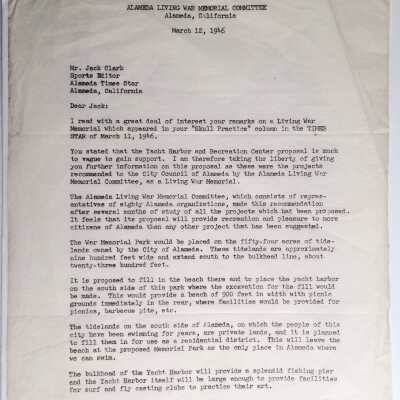 ALAMEDA LIVING WAR MEMORIAL COMMITTEE
Alameda, California
March 12, 1946
Mr. Jack Clark
Sports Editor
Alameda Times Star
Alameda, California
Dear Jack:
I read with a great deal of interest your remarks on a Living War
Memorial which appeared in your "Skull Practice" column in the TIMES
STAR of March 11, 1946.
You stated that the Yacht Harbor and Recreation Center proposal is much
to vague to gain support. I am therefore taking the liberty of giving
you further information on this proposal as these were the projects
recommended to the City Council of Alameda by the Alameda Living War
Memorial Committee, as a Living War Memorial.
The Alameda Living War Memorial Committee, which consists of repres-
entatives of eighty Alameda organizations, made this recommendation
after several months of study of all the projects which had been proposed.
It feels that its proposal will provide recreation and pleasure to more
citizens of Alameda than any other project that has been suggested.
The War Memorial Park would be placed on the fifty-four acres of tide-
lands owned by the City of Alameda. These tidelands are approximately
nine hundred feet wide and extend south to the bulkhead line, about
twenty-three hundred feet.
It is proposed to fill in the beach there and to place the yacht harbor
on the south side of this park where the excavation for the fill would
be made. This would provide a beach of 900 feet in width with picnic
grounds immediately in the rear, where facilities would be provided for
picnics, barbecue pits, etc.
The tidelands on the south side of Alameda, on which the people of this
city have been swimming for years, are private lands, and it is planned
to fill them in for use as a residential district. This will leave the
beach at the proposed Memorial Park as the only place in Alameda where
we can swim.
The bulkhead of the Yacht Harbor will provide a splendid fishing pier
and the Yacht Harbor itself will be large enough to provide facilities
for surf and fly casting clubs to practice their art.